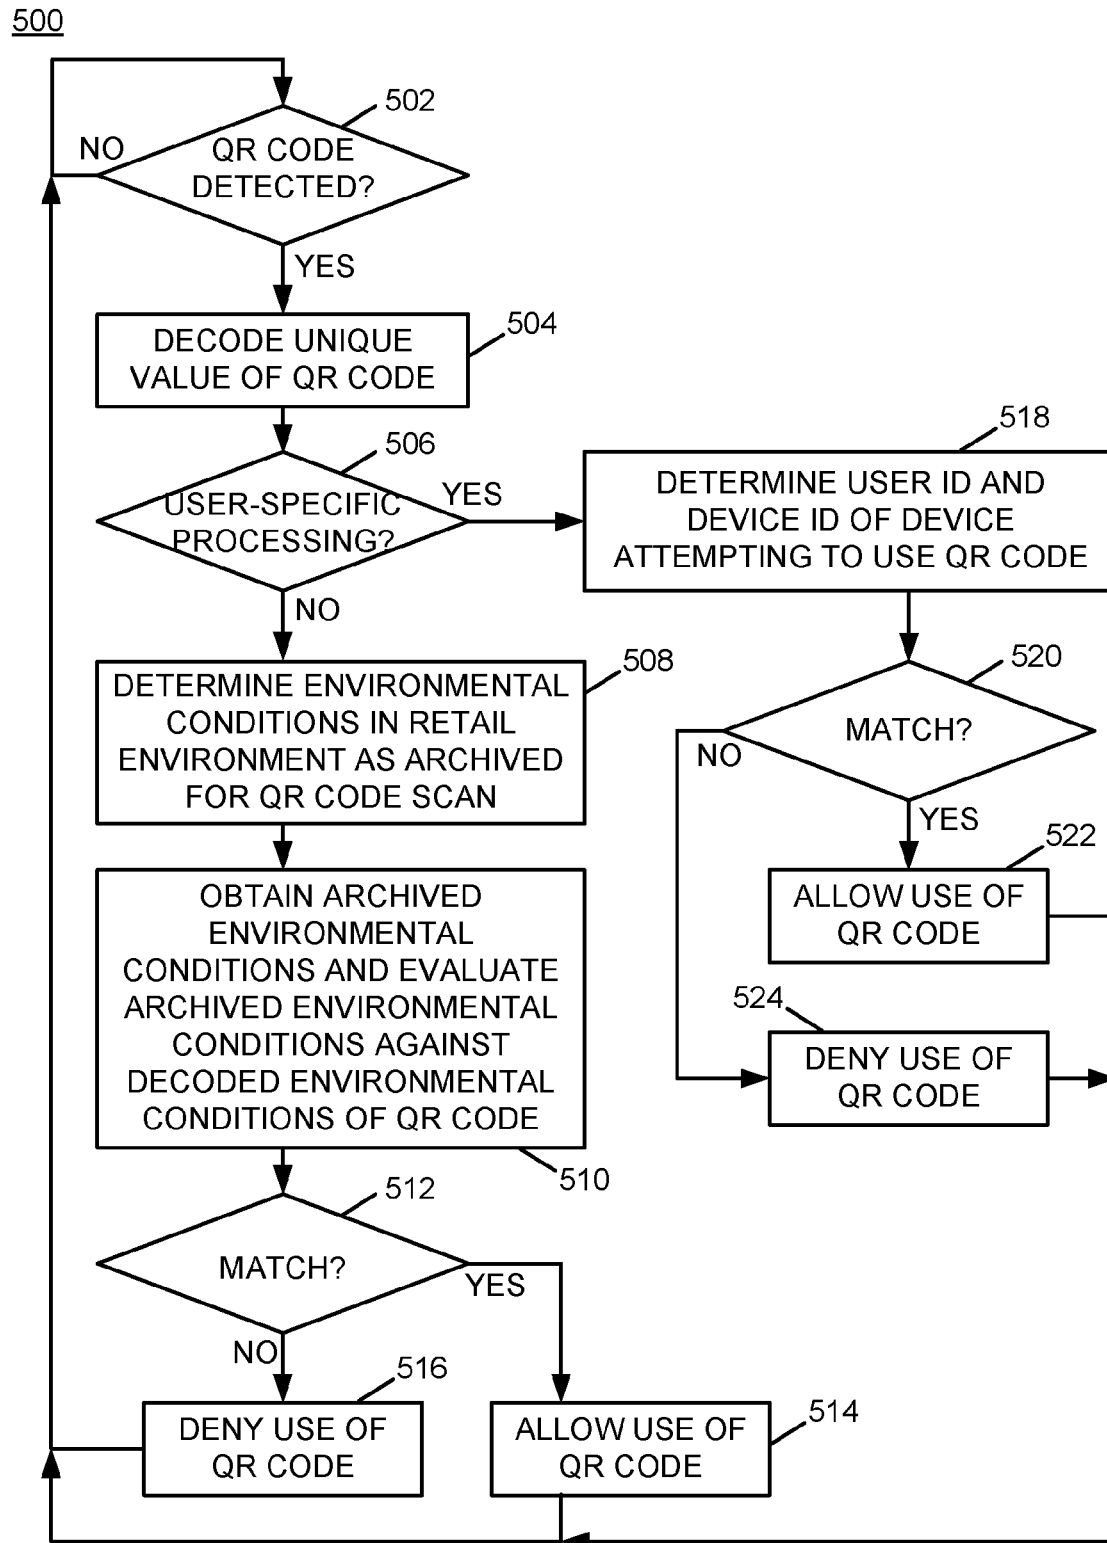 500
502
QR CODE
DETECTED?
NO
YES
504
DECODE UNIQUE
VALUE OF QR CODE
506
USER-SPECIFIC
PROCESSING?
YES
NO
518
DETERMINE USER ID AND
DEVICE ID OF DEVICE
ATTEMPTING TO USE QR CODE
508
DETERMINE ENVIRONMENTAL
CONDITIONS IN RETAIL
ENVIRONMENT AS ARCHIVED
FOR QR CODE SCAN
520
MATCH?
NO
YES
522
ALLOW USE OF
QR CODE
524
DENY USE OF
QR CODE
OBTAIN ARCHIVED
ENVIRONMENTAL
CONDITIONS AND EVALUATE
ARCHIVED ENVIRONMENTAL
CONDITIONS AGAINST
DECODED ENVIRONMENTAL
CONDITIONS OF QR CODE
510
512
MATCH?
YES
NO
516
DENY USE OF
QR CODE
514
ALLOW USE OF
QR CODE